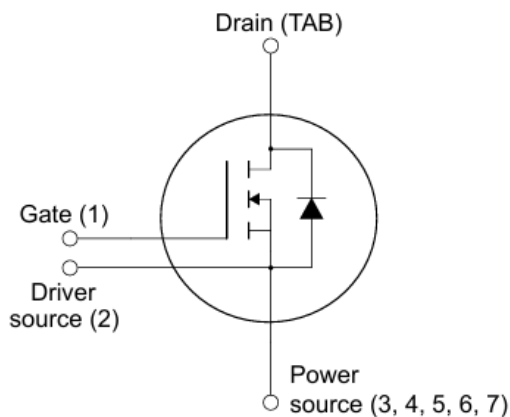 Drain (TAB)
Gate (1)
Driver
source (2)
Power
source (3, 4, 5, 6, 7)